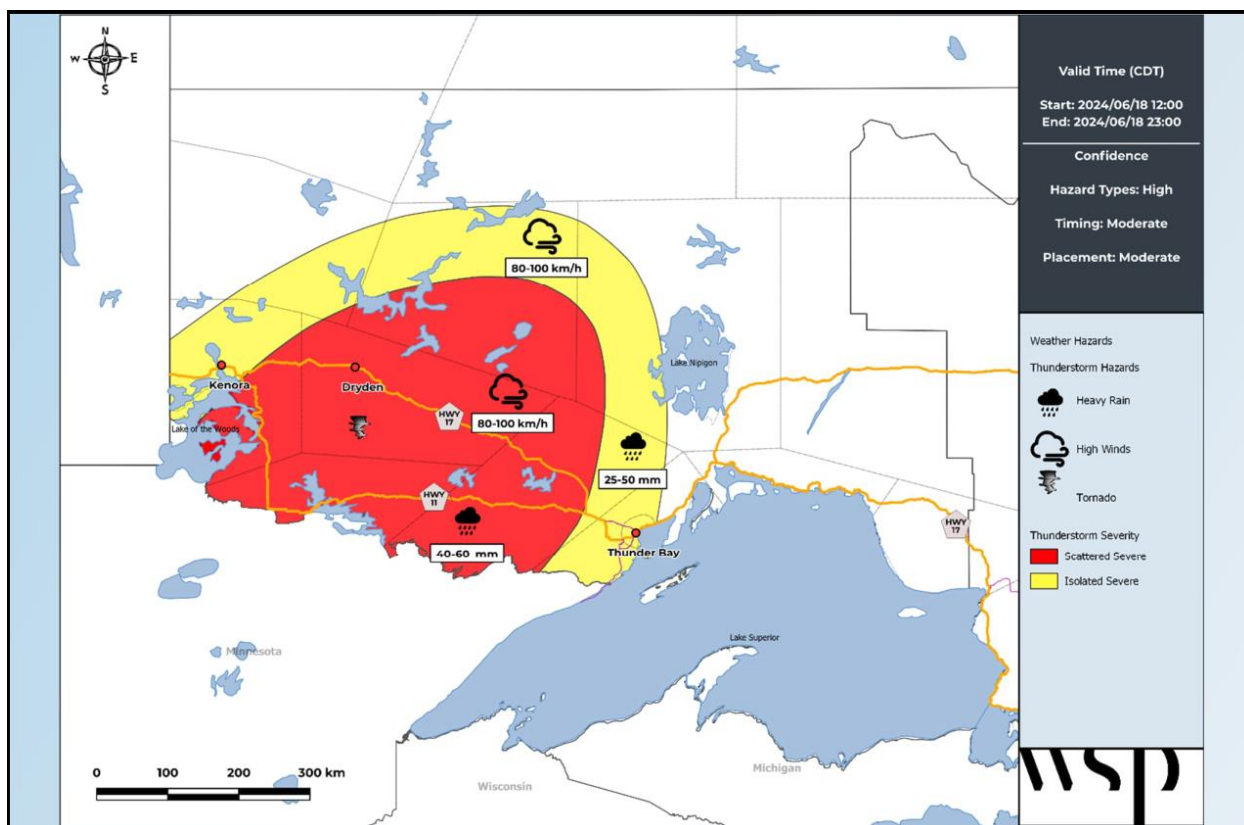 N
W
E
S
80-100 km/h
Lake Nipigon
Kenora
Dryden
HWY
17
80-100 km/h
Lake of the Woods
25-50 mm
HWY
11
40-60 mm
Thunder Bay
HWY
17
Lake Superior
Minnesota
Michigan
Wisconsin
0 100 200 300 km
Valid Time (CDT)
Start: 2024/06/18 12:00
End: 2024/06/18 23:00
Confidence
Hazard Types: High
Timing: Moderate
Placement: Moderate
Weather Hazards
Thunderstorm Hazards
Heavy Rain
High Winds
Tornado
Thunderstorm Severity
Scattered Severe
Isolated Severe
wsp